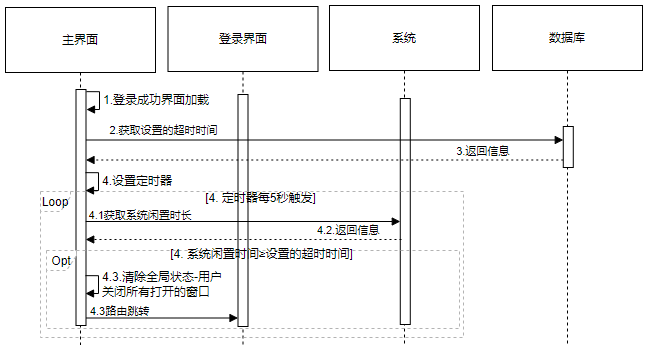 主界面
登录界面
系统
数据库
1.登录成功界面加载
2.获取设置的超时时间
3.返回信息
4.设置定时器
Loop
[4. 定时器每5秒触发]
4.1获取系统闲置时长
4.2.返回信息
Opt
[4. 系统闲置时间≥设置的超时时间]
4.3.清除全局状态-用户
关闭所有打开的窗口
4.3路由跳转